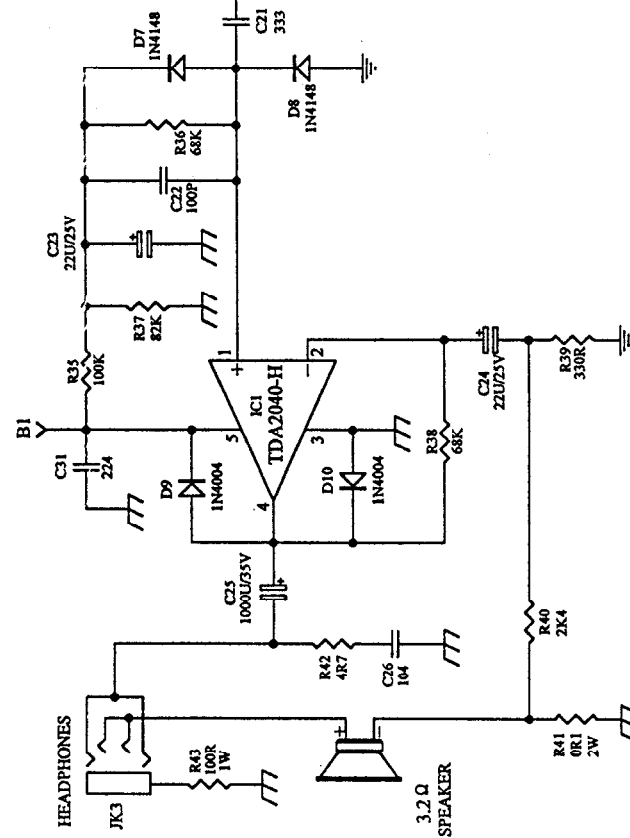 C21
333
D7
1N4148
D8
1N4148
R36
68K
C22
100P
C23
22U/25V
+
R37
82K
R35
100K
B1
C31
224
1
+
2
−
IC1
TDA2040-H
5
3
4
D9
1N4004
D10
1N4004
R38
68K
C24
22U/25V
+
R39
330R
C25
1000U/35V
+
R42
4R7
C26
104
R40
2K4
HEADPHONES
JK3
R43
100R
1W
+
−
3.2 Ω
SPEAKER
R41
0R1
2W